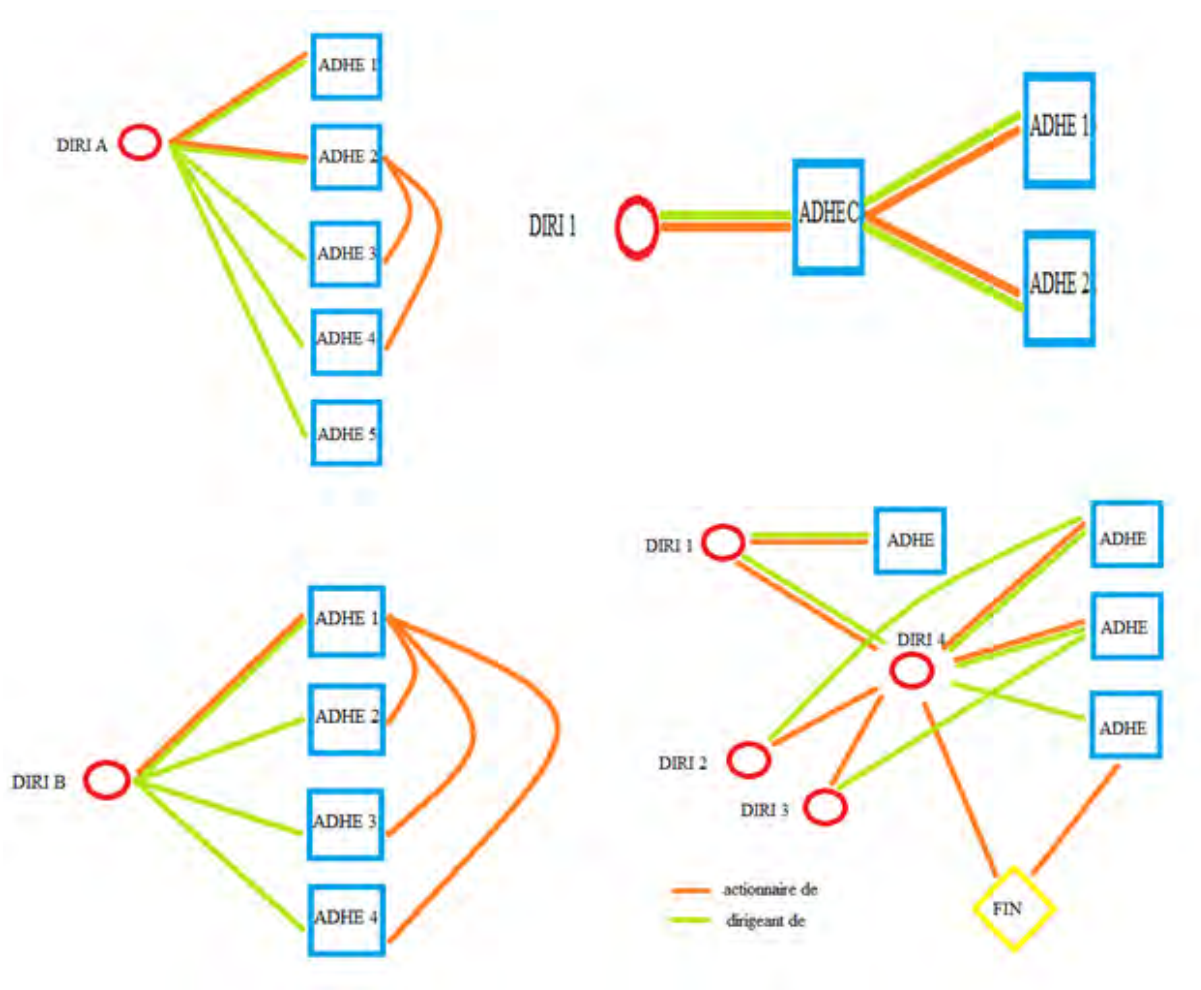 DIRI A
ADHE 1
ADHE 2
ADHE 3
ADHE 4
ADHE 5
DIRI 1
ADHE C
ADHE 1
ADHE 2
DIRI B
ADHE 1
ADHE 2
ADHE 3
ADHE 4
DIRI 1
ADHE
ADHE
DIRI 4
ADHE
ADHE
DIRI 2
DIRI 3
actionnaire de
dirigeant de
FIN